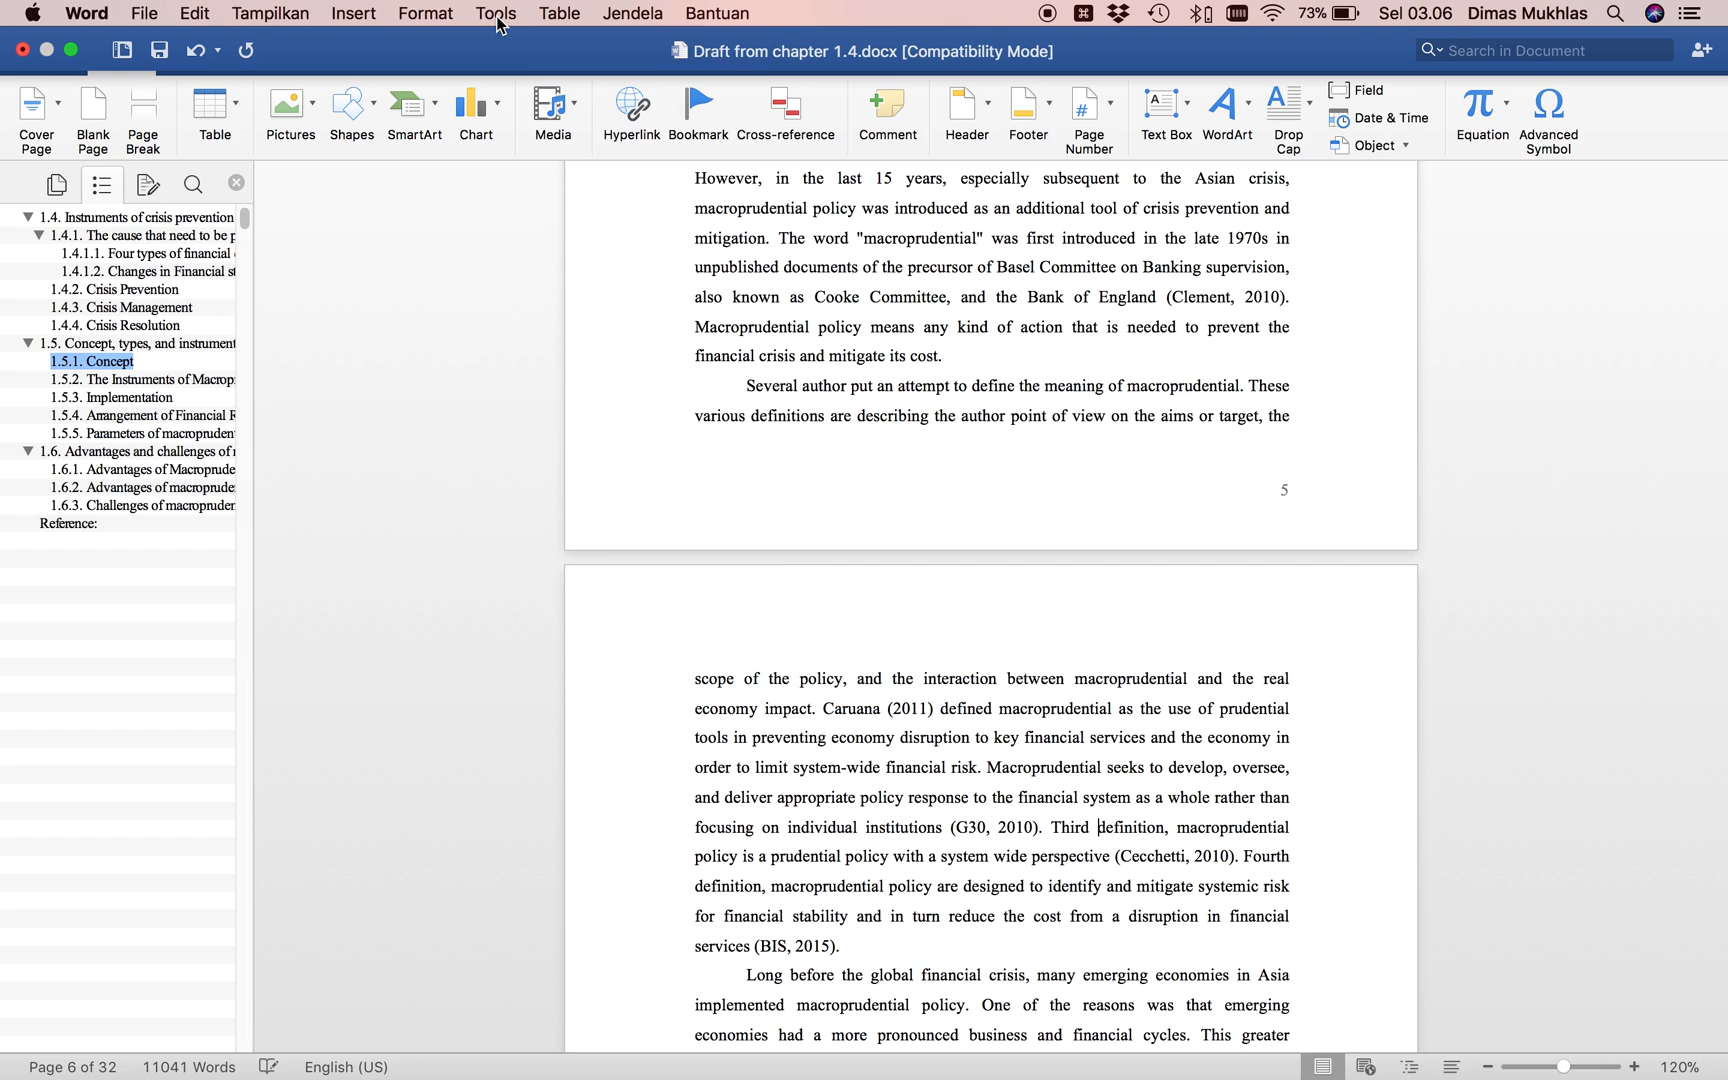 Word File Edit Tampilkan Insert Format Tools Table Jendela Bantuan 73% Sel 03.06 Dimas Mukhlas
Draft from chapter 1.4.docx [Compatibility Mode] Search in Document
Cover Page
Blank Page
Page Break
Table
Pictures
Shapes
SmartArt
Chart
Media
Hyperlink
Bookmark
Cross-reference
Comment
Header
Footer
Page Number
Text Box
WordArt
Drop Cap
Field
Date & Time
Object
Equation
Advanced Symbol
1.4. Instruments of crisis prevention
1.4.1. The cause that need to be p
1.4.1.1. Four types of financial
1.4.1.2. Changes in Financial st
1.4.2. Crisis Prevention
1.4.3. Crisis Management
1.4.4. Crisis Resolution
1.5. Concept, types, and instrument
1.5.1. Concept
1.5.2. The Instruments of Macrop
1.5.3. Implementation
1.5.4. Arrangement of Financial R
1.5.5. Parameters of macropruden
1.6. Advantages and challenges of
1.6.1. Advantages of Macroprude
1.6.2. Advantages of macroprude
1.6.3. Challenges of macropruden
Reference:
However, in the last 15 years, especially subsequent to the Asian crisis,
macroprudential policy was introduced as an additional tool of crisis prevention and
mitigation. The word "macroprudential" was first introduced in the late 1970s in
unpublished documents of the precursor of Basel Committee on Banking supervision,
also known as Cooke Committee, and the Bank of England (Clement, 2010).
Macroprudential policy means any kind of action that is needed to prevent the
financial crisis and mitigate its cost.
Several author put an attempt to define the meaning of macroprudential. These
various definitions are describing the author point of view on the aims or target, the
5
scope of the policy, and the interaction between macroprudential and the real
economy impact. Caruana (2011) defined macroprudential as the use of prudential
tools in preventing economy disruption to key financial services and the economy in
order to limit system-wide financial risk. Macroprudential seeks to develop, oversee,
and deliver appropriate policy response to the financial system as a whole rather than
focusing on individual institutions (G30, 2010). Third definition, macroprudential
policy is a prudential policy with a system wide perspective (Cecchetti, 2010). Fourth
definition, macroprudential policy are designed to identify and mitigate systemic risk
for financial stability and in turn reduce the cost from a disruption in financial
services (BIS, 2015).
Long before the global financial crisis, many emerging economies in Asia
implemented macroprudential policy. One of the reasons was that emerging
economies had a more pronounced business and financial cycles. This greater
Page 6 of 32 11041 Words English (US) 120%